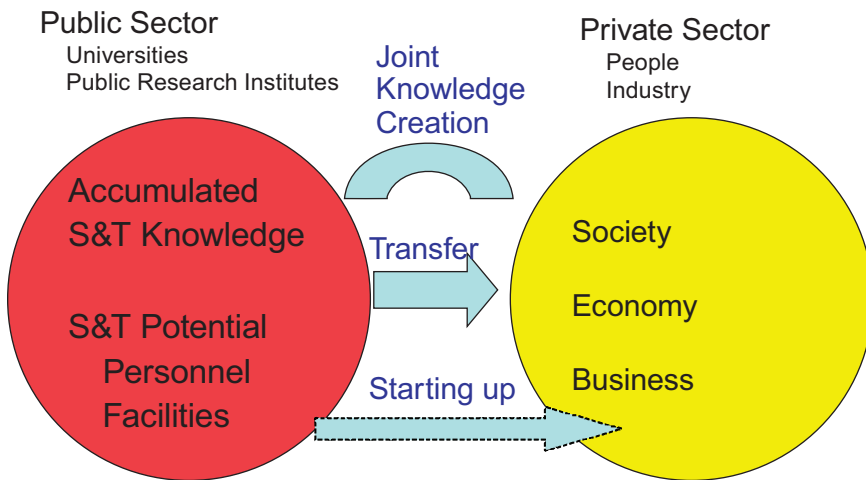 Public Sector
Universities
Public Research Institutes
Joint
Knowledge
Creation
Private Sector
People
Industry
Accumulated
S&T Knowledge
S&T Potential
Personnel
Facilities
Transfer
Starting up
Society
Economy
Business